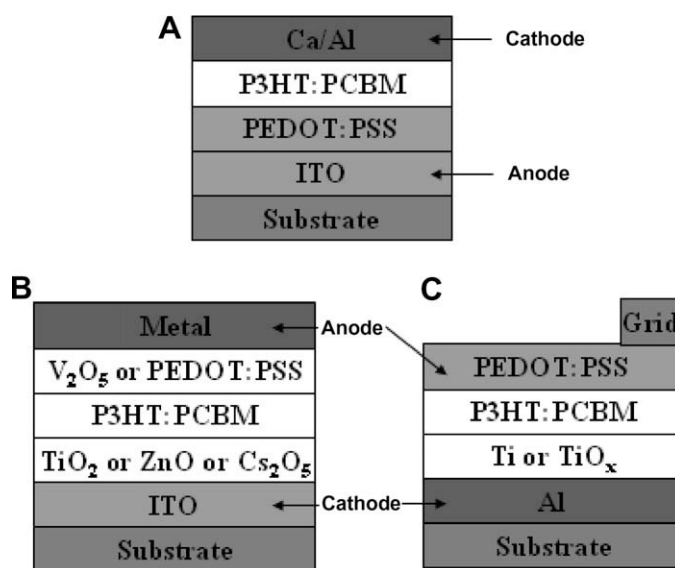 A
Ca/Al
Cathode
P3HT:PCBM
PEDOT:PSS
ITO
Anode
Substrate
B
Metal
Anode
V₂O₅ or PEDOT:PSS
P3HT:PCBM
TiO₂ or ZnO or Cs₂O₅
ITO
Cathode
Substrate
C
Grid
PEDOT:PSS
P3HT:PCBM
Ti or TiOₓ
Al
Substrate